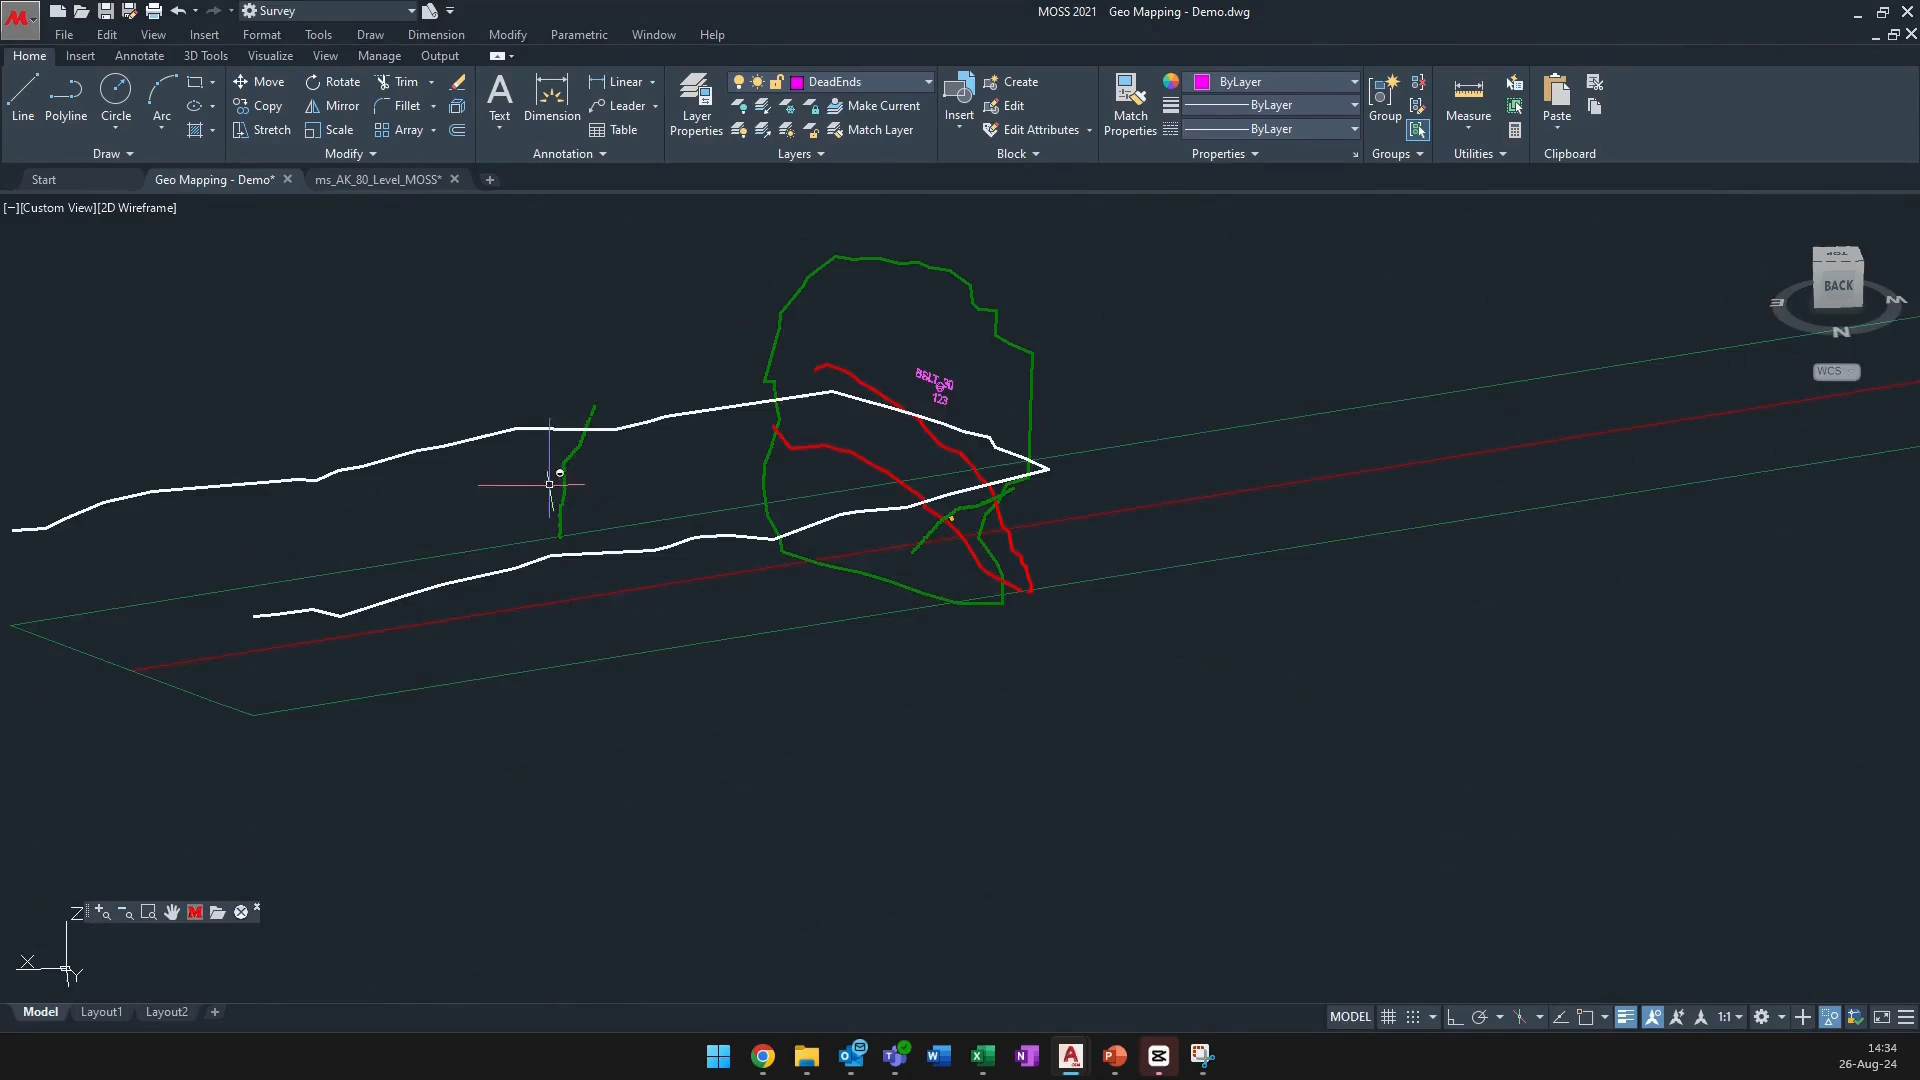 Survey
MOSS 2021 Geo Mapping - Demo.dwg
File Edit View Insert Format Tools Draw Dimension Modify Parametric Window Help
Home Insert Annotate 3D Tools Visualize View Manage Output
Line Polyline Circle Arc
Move Rotate Trim
Copy Mirror Fillet
Stretch Scale Array
Text Dimension
Linear
Leader
Table
Layer Properties
DeadEnds
Make Current
Match Layer
Insert
Create
Edit
Edit Attributes
Match Properties
ByLayer
ByLayer
ByLayer
Group
Measure
Paste
Draw Modify Annotation Layers Block Properties Groups Utilities Clipboard
Start Geo Mapping - Demo* ms_AK_80_Level_MOSS*
[−][Custom View][2D Wireframe]
TOP
BACK
E W
N
WCS
123
Z
X
Y
Model Layout1 Layout2
MODEL 1:1
14:34
26-Aug-24